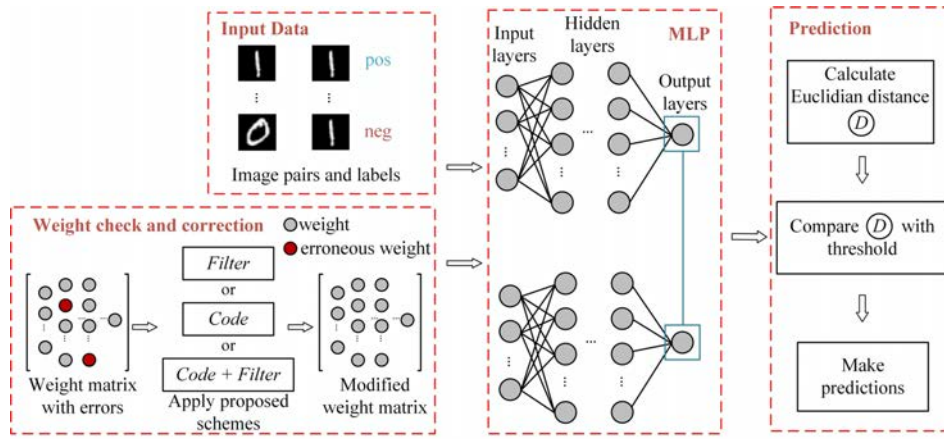 Input Data
pos
⋮
⋮
neg
Image pairs and labels
Weight check and correction
weight
erroneous weight
Filter
or
Code
or
Code + Filter
Weight matrix
with errors
Apply proposed
schemes
Modified
weight matrix
MLP
Input
layers
Hidden
layers
Output
layers
...
...
Prediction
Calculate
Euclidian distance
D
Compare D with
threshold
Make
predictions